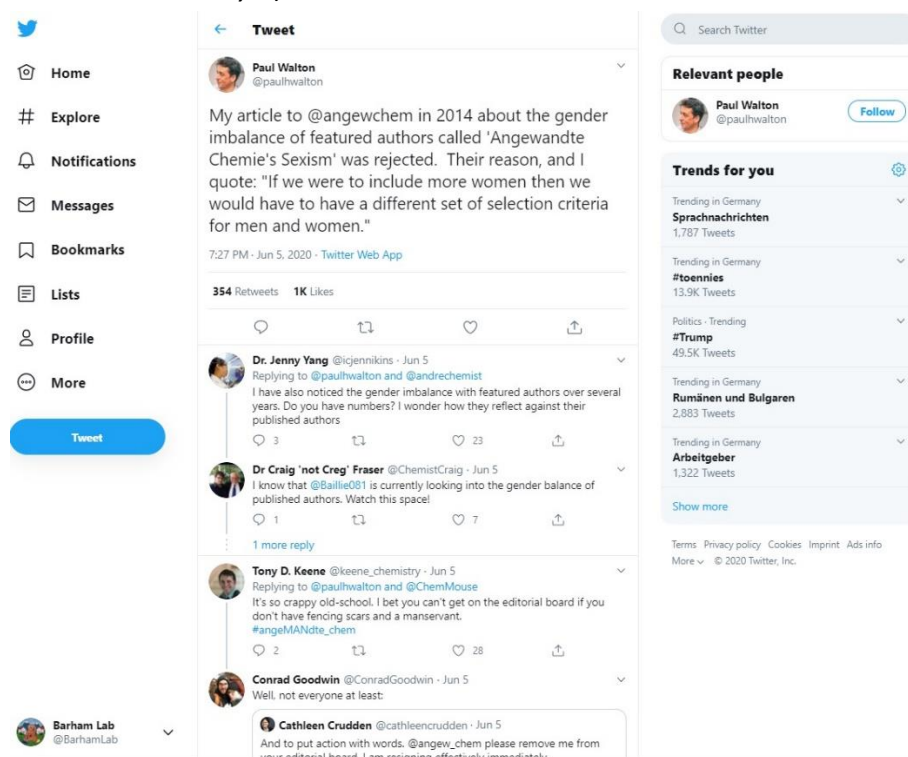 Home
Explore
Notifications
Messages
Bookmarks
Lists
Profile
More
Tweet
Barham Lab
@BarhamLab
Tweet
Paul Walton
@paulhwalton
My article to @angewchem in 2014 about the gender
imbalance of featured authors called 'Angewandte
Chemie's Sexism' was rejected.  Their reason, and I
quote: "If we were to include more women then we
would have to have a different set of selection criteria
for men and women."
7:27 PM · Jun 5, 2020 · Twitter Web App
354 Retweets 1K Likes
Dr. Jenny Yang @icjennikins · Jun 5
Replying to @paulhwalton and @andrechemist
I have also noticed the gender imbalance with featured authors over several
years. Do you have numbers? I wonder how they reflect against their
published authors
3 23
Dr Craig 'not Creg' Fraser @ChemistCraig · Jun 5
I know that @Baillie081 is currently looking into the gender balance of
published authors. Watch this space!
1 7
1 more reply
Tony D. Keene @keene_chemistry · Jun 5
Replying to @paulhwalton and @ChemMouse
It's so crappy old-school. I bet you can't get on the editorial board if you
don't have fencing scars and a manservant.
#angeMANdte_chem
2 28
Conrad Goodwin @ConradGoodwin · Jun 5
Well, not everyone at least:
Cathleen Crudden @cathleencrudden · Jun 5
And to put action with words. @angew_chem please remove me from
your editorial board. I am resigning effectively immediately.
Search Twitter
Relevant people
Paul Walton
@paulhwalton
Follow
Trends for you
Trending in Germany
Sprachnachrichten
1,787 Tweets
Trending in Germany
#toennies
13.9K Tweets
Politics · Trending
#Trump
49.5K Tweets
Trending in Germany
Rumänen und Bulgaren
2,883 Tweets
Trending in Germany
Arbeitgeber
1,322 Tweets
Show more
Terms Privacy policy Cookies Imprint Ads info
More © 2020 Twitter, Inc.